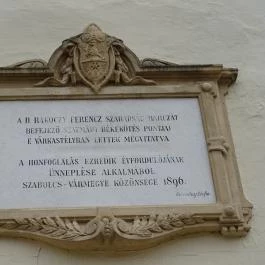 A II. RÁKÓCZY FERENCZ SZABADSÁG HARCZÁT
BEFEJEZŐ SZATMÁRI BÉKEKÖTÉS PONTJAI
E VÁRKASTÉLYBAN LETTEK MEGVITATVA
A HONFOGLALÁS EZREDIK ÉVFORDULÓJÁNAK
ÜNNEPLÉSE ALKALMÁBÓL
SZABOLCS-VÁRMEGYE KÖZÖNSÉGE 1896.